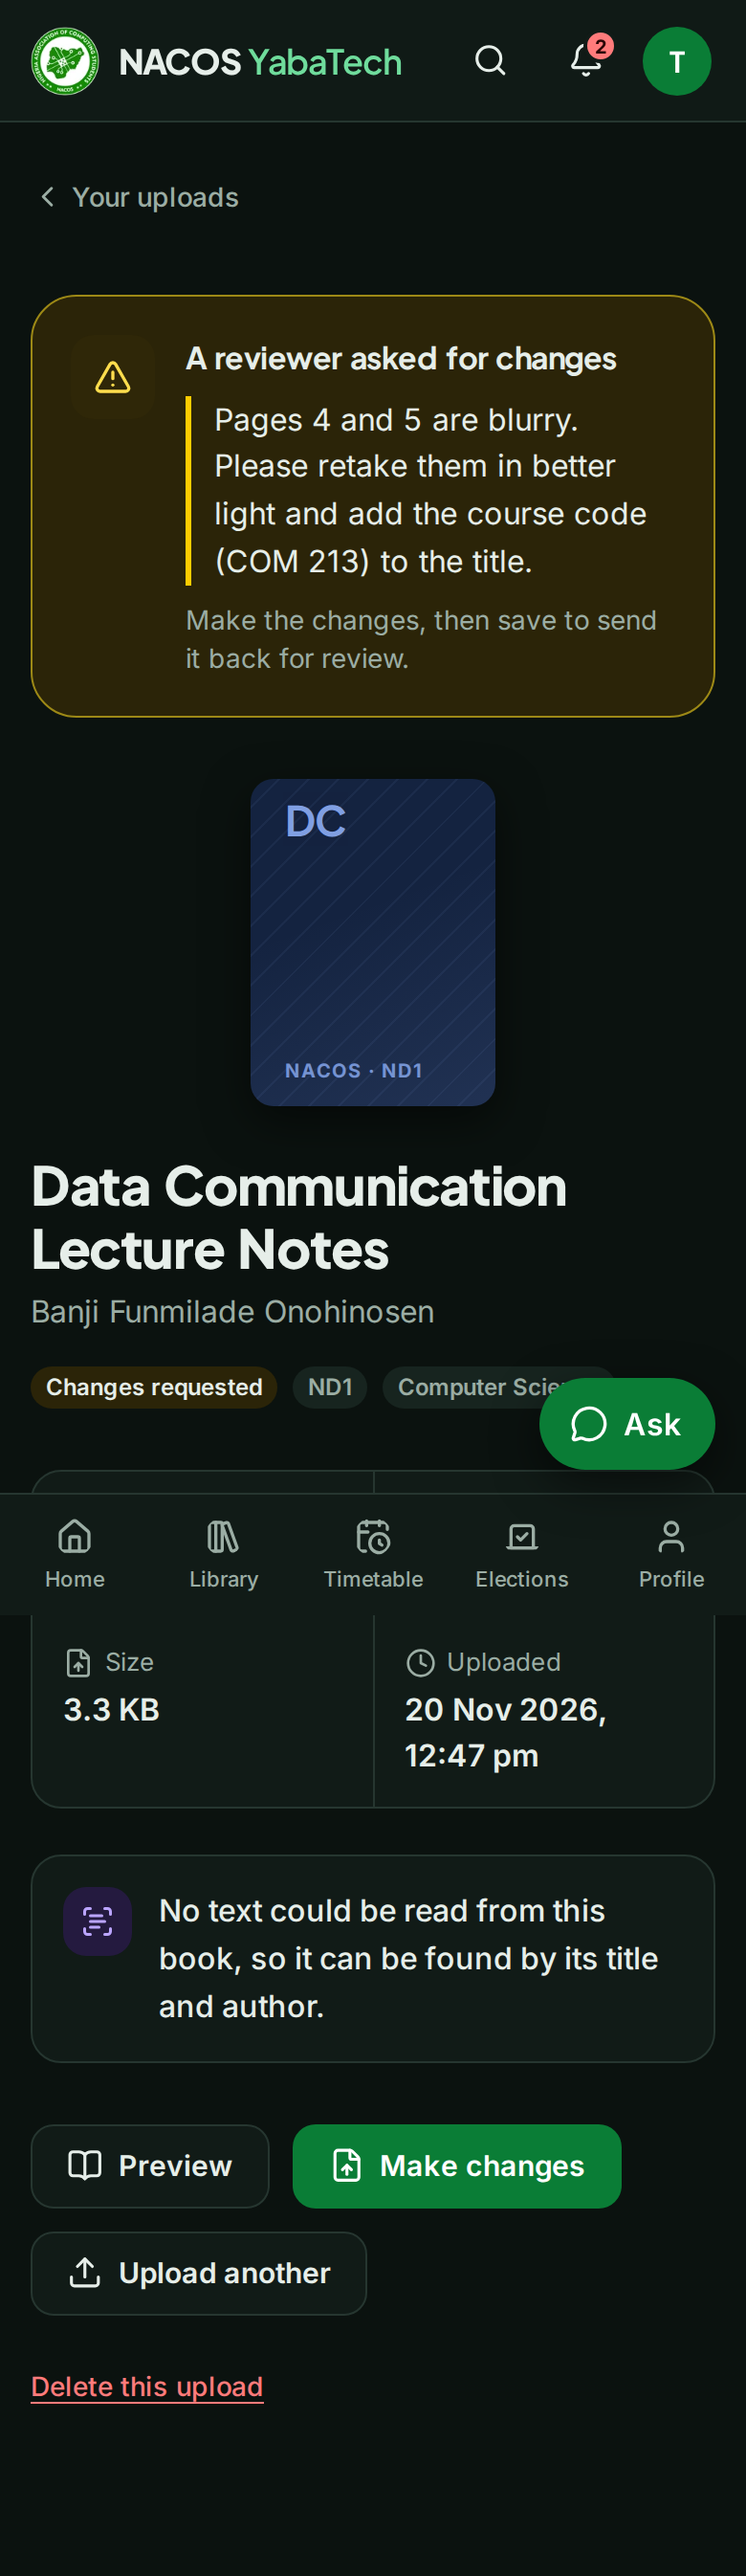 NACOS YabaTech
2
T
Your uploads
A reviewer asked for changes
Pages 4 and 5 are blurry.
Please retake them in better
light and add the course code
(COM 213) to the title.
Make the changes, then save to send
it back for review.
DC
NACOS · ND1
Data Communication
Lecture Notes
Banji Funmilade Onohinosen
Changes requested
ND1
Computer
Ask
Home
Library
Timetable
Elections
Profile
Size
3.3 KB
Uploaded
20 Nov 2026,
12:47 pm
No text could be read from this
book, so it can be found by its title
and author.
Preview
Make changes
Upload another
Delete this upload